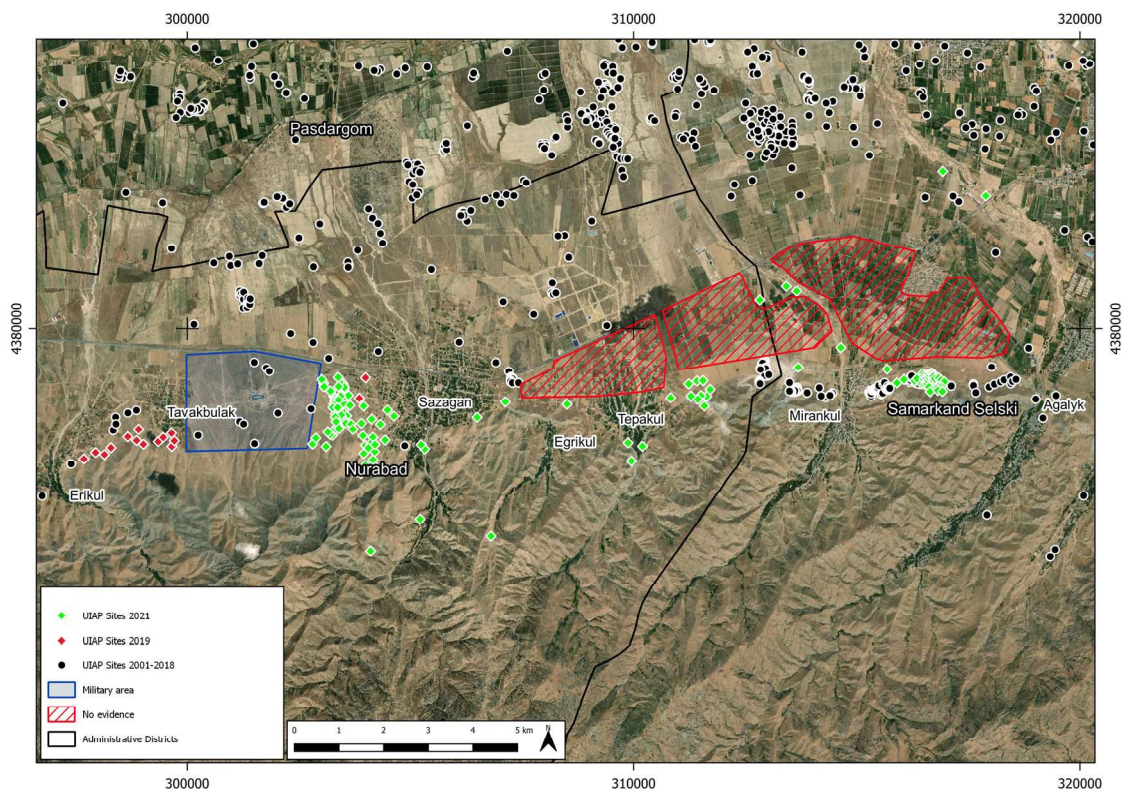 300000
310000
320000
Pasdargom
4380000
4380000
Tavakbulak
Sazagan
Tepakul
Mirankul
Samarkand Selski
Agalyk
Egrikul
Nurabad
Erikul
UIAP Sites 2021
UIAP Sites 2019
UIAP Sites 2001-2018
Military area
No evidence
Administrative Districts
0 1 2 3 4 5 km
N
300000
310000
320000